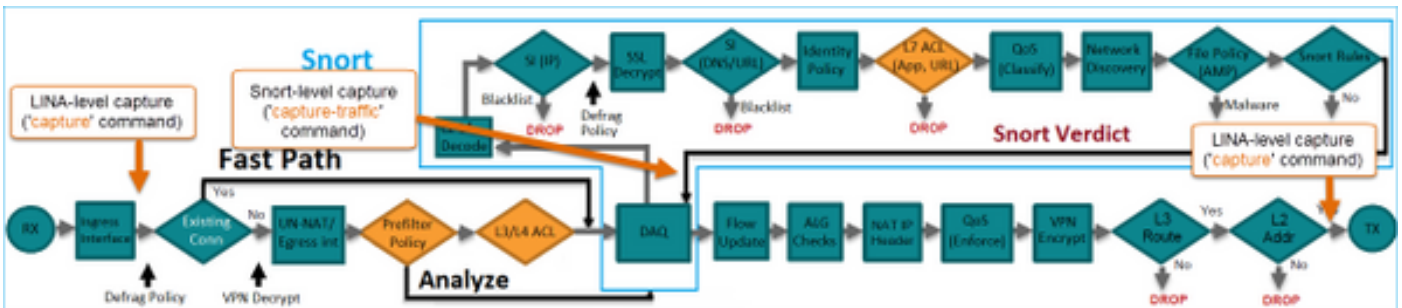 Snort
SI (IP)
SSL
Decrypt
SI
(DNS/URL)
Identity
Policy
L7 ACL
(App, URL)
QoS
(Classify)
Network
Discovery
File Policy
(AMP)
Snort Rules
LINA-level capture
('capture' command)
Snort-level capture
('capture-traffic'
command)
Blacklist
DROP
Defrag
Policy
Blacklist
DROP
DROP
Malware
DROP
No
Decode
Snort Verdict
LINA-level capture
('capture' command)
Fast Path
Yes
RX
Ingress
Interface
Existing
Conn
No
UN-NAT/
Egress int
Prefilter
Policy
L3/L4 ACL
DAQ
Flow
Update
ALG
Checks
NAT IP
Header
QoS
(Enforce)
VPN
Encrypt
L3
Route
Yes
L2
Addr
TX
Defrag Policy
VPN Decrypt
Analyze
No
DROP
No
DROP